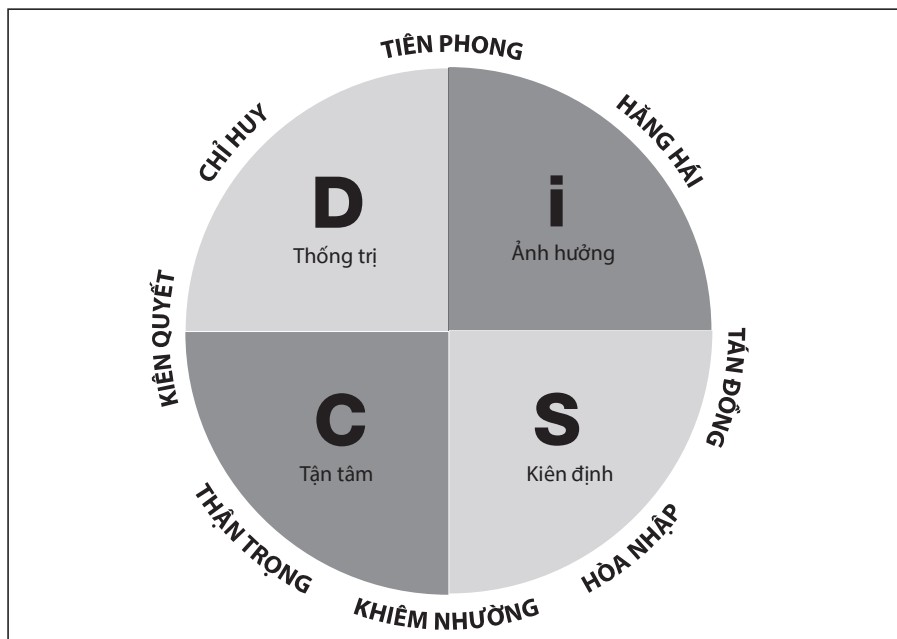 TIÊN PHONG
HĂNG HÁI
CHỈ HUY
D
Thống trị
i
Ảnh hưởng
KIÊN QUYẾT
TÁN ĐỒNG
C
Tận tâm
S
Kiên định
THẬN TRỌNG
HÒA NHẬP
KHIÊM NHƯỜNG